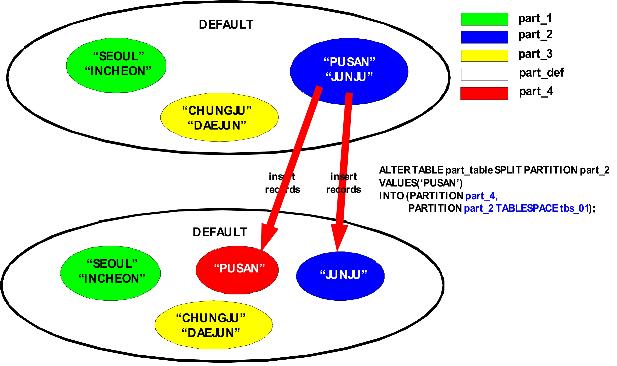 DEFAULT
"SEOUL"
"INCHEON"
"PUSAN"
"JUNJU"
"CHUNGJU"
"DAEJUN"
part_1
part_2
part_3
part_def
part_4
insert
records
insert
records
ALTER TABLE part_table SPLIT PARTITION part_2
VALUES('PUSAN')
INTO (PARTITION part_4,
PARTITION part_2 TABLESPACE tbs_01);
DEFAULT
"SEOUL"
"INCHEON"
"PUSAN"
"JUNJU"
"CHUNGJU"
"DAEJUN"